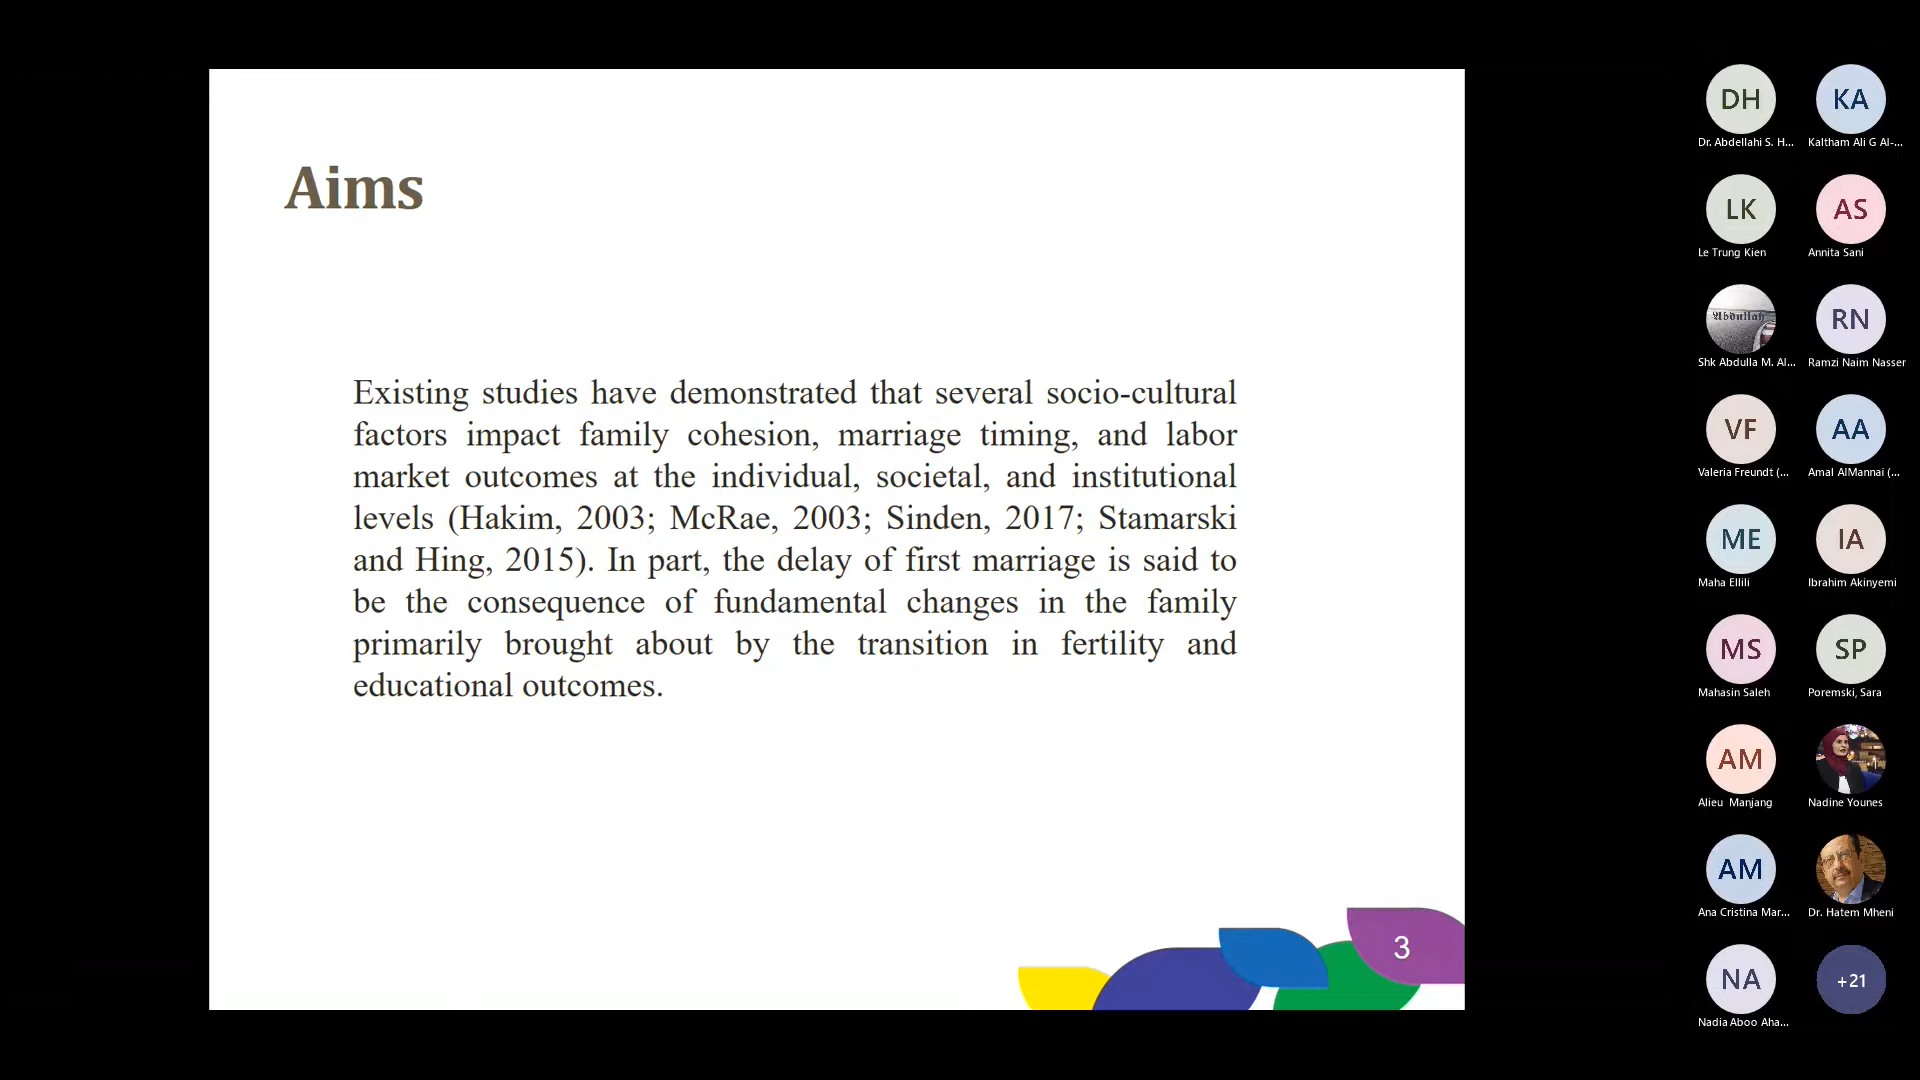 Aims
Existing studies have demonstrated that several socio-cultural
factors impact family cohesion, marriage timing, and labor
market outcomes at the individual, societal, and institutional
levels (Hakim, 2003; McRae, 2003; Sinden, 2017; Stamarski
and Hing, 2015). In part, the delay of first marriage is said to
be the consequence of fundamental changes in the family
primarily brought about by the transition in fertility and
educational outcomes.
3
DH
KA
Dr. Abdellahi S. H...
Kaltham Ali G Al-...
LK
AS
Le Trung Kien
Annita Sani
Abdullah
RN
Shk Abdulla M. Al...
Ramzi Naim Nasser
VF
AA
Valeria Freundt (...
Amal AlMannai (...
ME
IA
Maha Ellili
Ibrahim Akinyemi
MS
SP
Mahasin Saleh
Poremski, Sara
AM
Alieu Manjang
Nadine Younes
AM
Ana Cristina Mar...
Dr. Hatem Mheni
NA
+21
Nadia Aboo Aha...